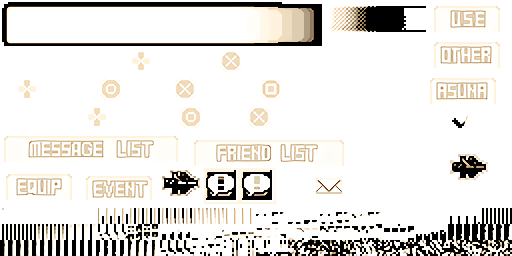 USE
OTHER
ASUNA
MESSAGE LIST
FRIEND LIST
EQUIP
EVENT